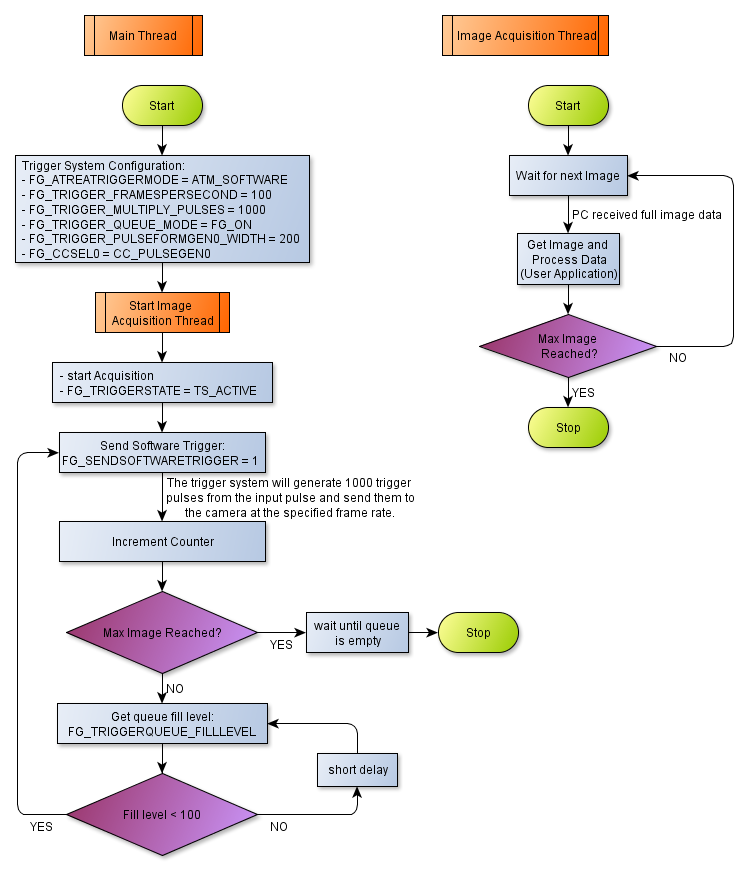 Main Thread
Start
Trigger System Configuration:
- FG_ATREATRIGGERMODE = ATM_SOFTWARE
- FG_TRIGGER_FRAMESPERSECOND = 100
- FG_TRIGGER_MULTIPLY_PULSES = 1000
- FG_TRIGGER_QUEUE_MODE = FG_ON
- FG_TRIGGER_PULSEFORMGEN0_WIDTH = 200
- FG_CCSEL0 = CC_PULSEGEN0
Start Image
Acquisition Thread
- start Acquisition
- FG_TRIGGERSTATE = TS_ACTIVE
Send Software Trigger:
FG_SENDSOFTWARETRIGGER = 1
The trigger system will generate 1000 trigger
pulses from the input pulse and send them to
the camera at the specified frame rate.
Increment Counter
Max Image Reached?
YES
wait until queue
is empty
Stop
NO
Get queue fill level:
FG_TRIGGERQUEUE_FILLLEVEL
short delay
Fill level < 100
YES
NO
Image Acquisition Thread
Start
Wait for next Image
PC received full image data
Get Image and
Process Data
(User Application)
Max Image
Reached?
NO
YES
Stop